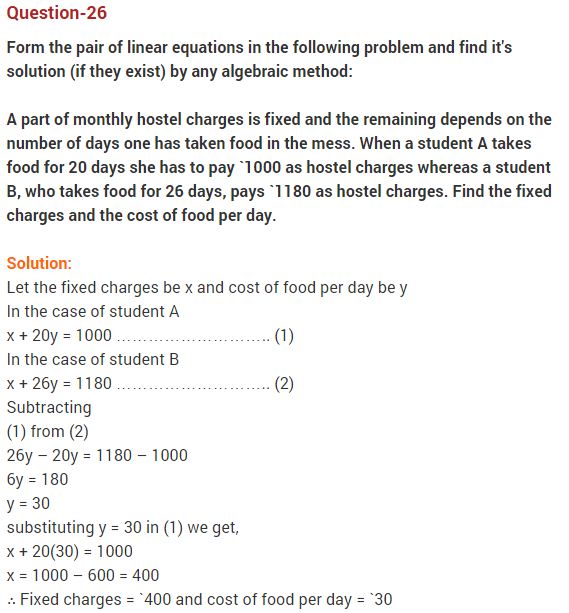 Question-26
Form the pair of linear equations in the following problem and find it's
solution (if they exist) by any algebraic method:
A part of monthly hostel charges is fixed and the remaining depends on the
number of days one has taken food in the mess. When a student A takes
food for 20 days she has to pay `1000 as hostel charges whereas a student
B, who takes food for 26 days, pays `1180 as hostel charges. Find the fixed
charges and the cost of food per day.
Solution:
Let the fixed charges be x and cost of food per day be y
In the case of student A
x + 20y = 1000 ……………………….. (1)
In the case of student B
x + 26y = 1180 ……………………….. (2)
Subtracting
(1) from (2)
26y – 20y = 1180 – 1000
6y = 180
y = 30
substituting y = 30 in (1) we get,
x + 20(30) = 1000
x = 1000 – 600 = 400
∴ Fixed charges = `400 and cost of food per day = `30